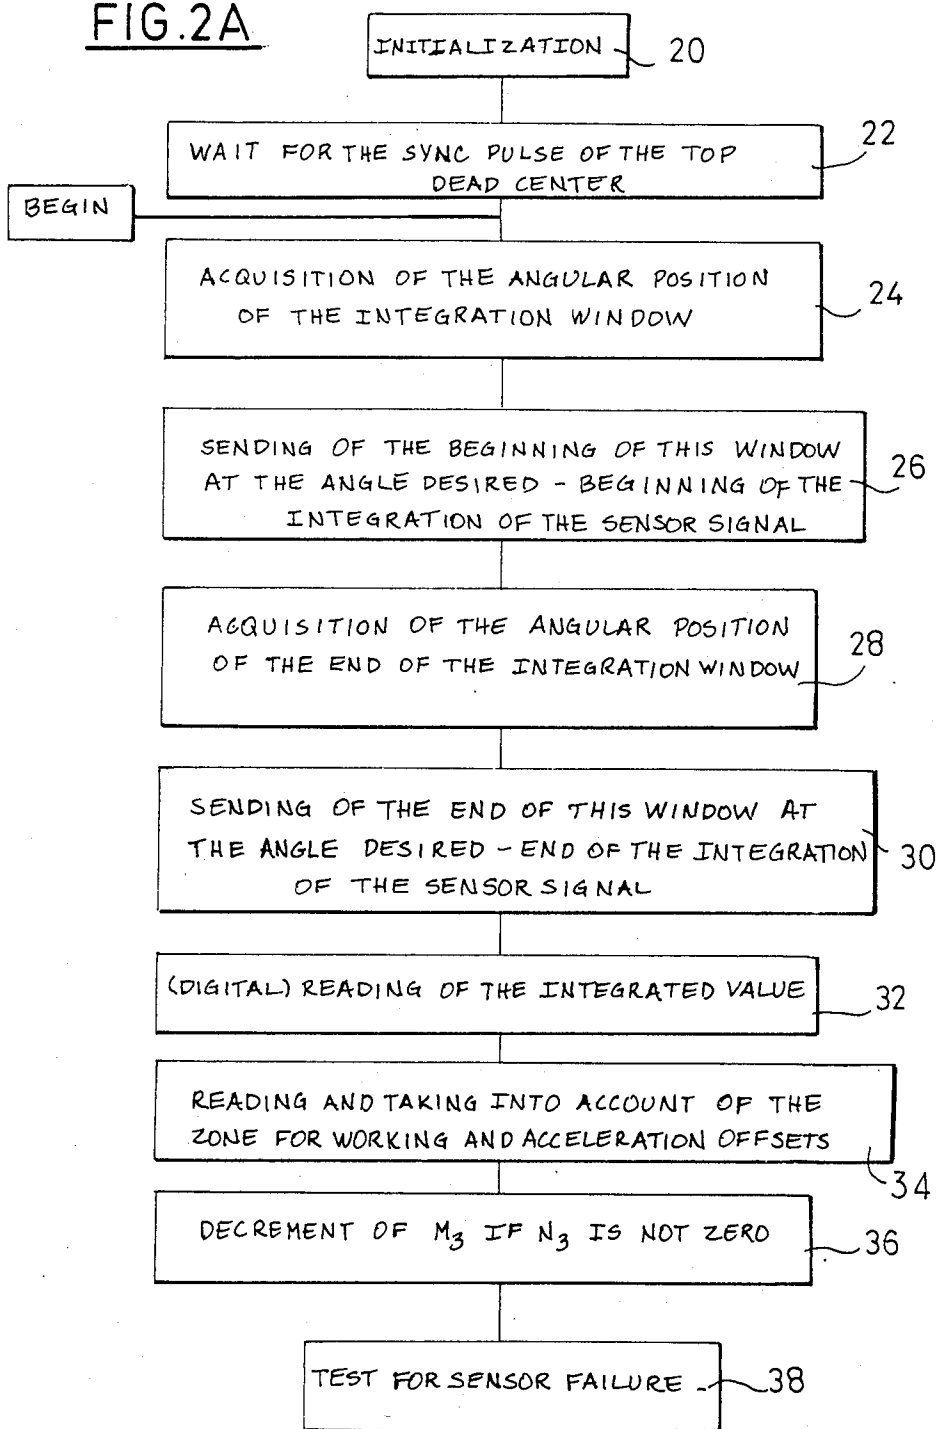 FIG.2A
INITIALIZATION 20
WAIT FOR THE SYNC PULSE OF THE TOP 22
DEAD CENTER
BEGIN
ACQUISITION OF THE ANGULAR POSITION
OF THE INTEGRATION WINDOW 24
SENDING OF THE BEGINNING OF THIS WINDOW
AT THE ANGLE DESIRED - BEGINNING OF THE 26
INTEGRATION OF THE SENSOR SIGNAL
ACQUISITION OF THE ANGULAR POSITION
OF THE END OF THE INTEGRATION WINDOW 28
SENDING OF THE END OF THIS WINDOW AT
THE ANGLE DESIRED - END OF THE INTEGRATION 30
OF THE SENSOR SIGNAL
(DIGITAL) READING OF THE INTEGRATED VALUE 32
READING AND TAKING INTO ACCOUNT OF THE
ZONE FOR WORKING AND ACCELERATION OFFSETS 34
DECREMENT OF M3 IF N3 IS NOT ZERO 36
TEST FOR SENSOR FAILURE 38